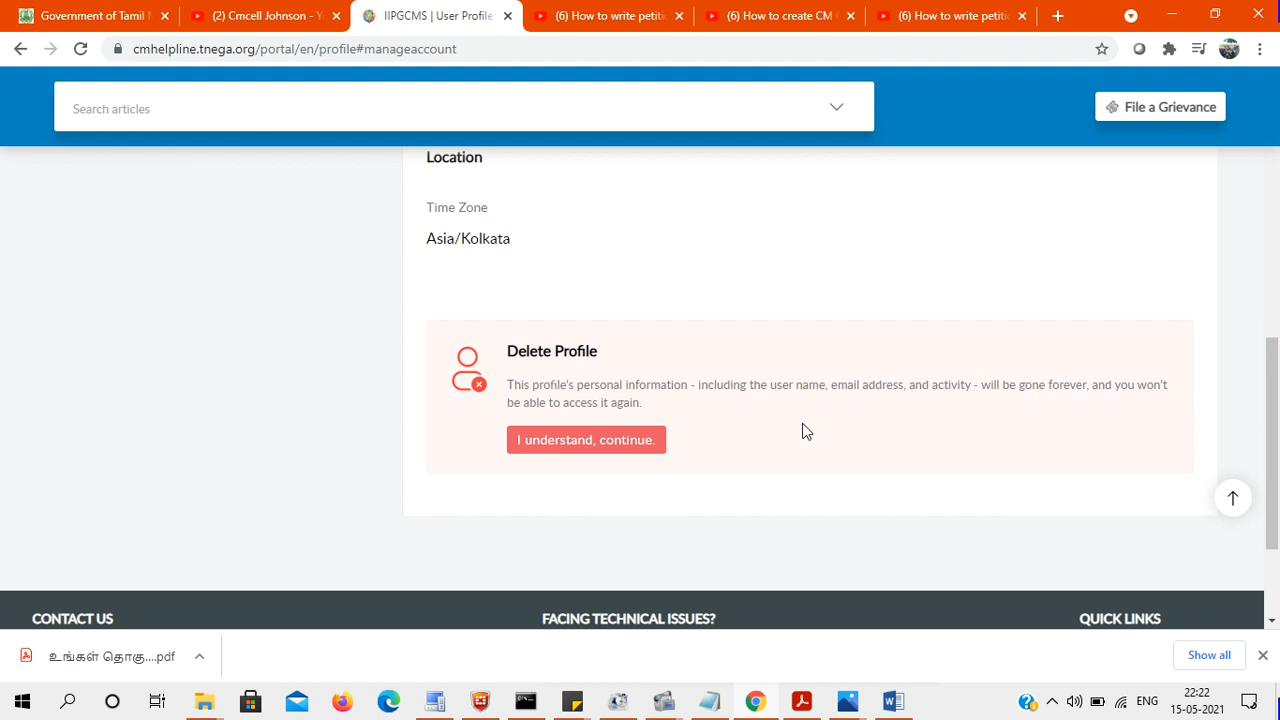 Government of Tamil N
(2) Cmcell Johnson - Y
IIPGCMS | User Profile
(6) How to write petiti
(6) How to create CM
(6) How to write petiti
cmhelpline.tnega.org/portal/en/profile#manageaccount
Search articles
File a Grievance
Location
Time Zone
Asia/Kolkata
Delete Profile
This profile's personal information - including the user name, email address, and activity - will be gone forever, and you won't
be able to access it again.
I understand, continue.
CONTACT US
FACING TECHNICAL ISSUES?
QUICK LINKS
உங்கள் தொகு....pdf
Show all
ENG
22:22
15-05-2021